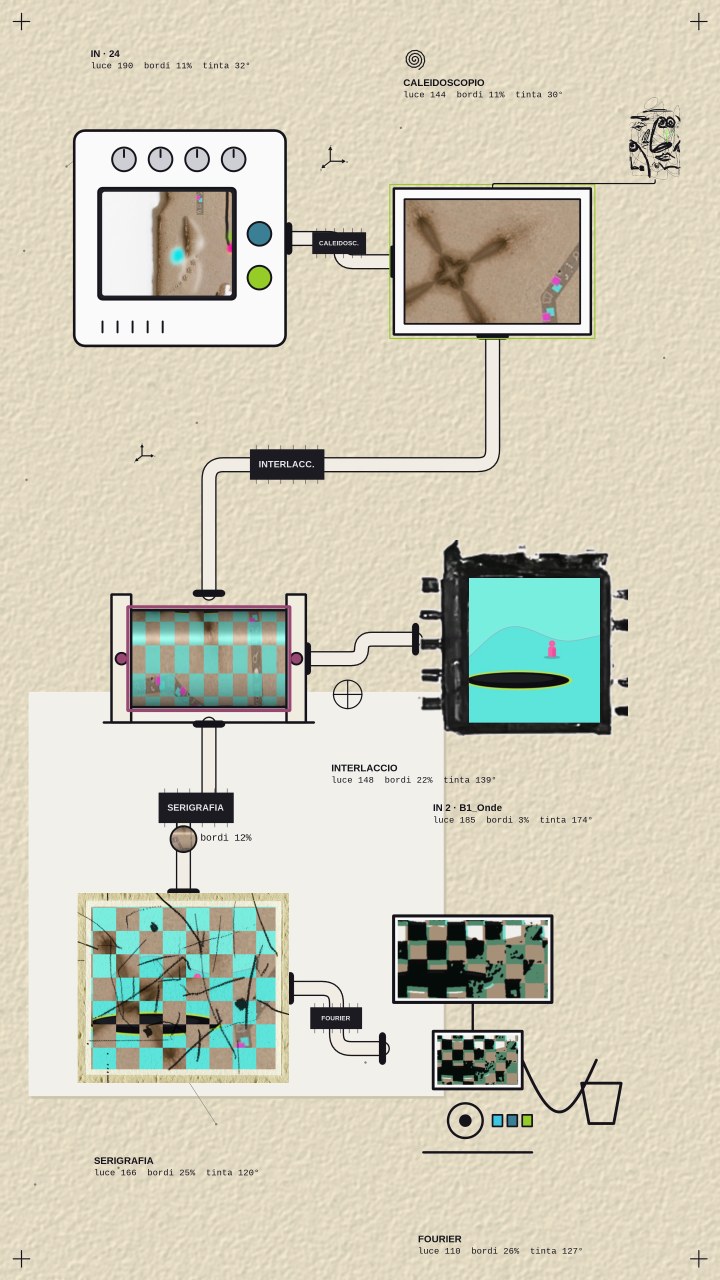 IN · 24
luce 190 bordi 11% tinta 32°
CALEIDOSCOPIO
luce 144 bordi 11% tinta 30°
CALEIDOSC.
INTERLACC.
INTERLACCIO
luce 148 bordi 22% tinta 139°
IN 2 · B1_Onde
luce 185 bordi 3% tinta 174°
SERIGRAFIA
bordi 12%
FOURIER
SERIGRAFIA
luce 166 bordi 25% tinta 120°
FOURIER
luce 110 bordi 26% tinta 127°